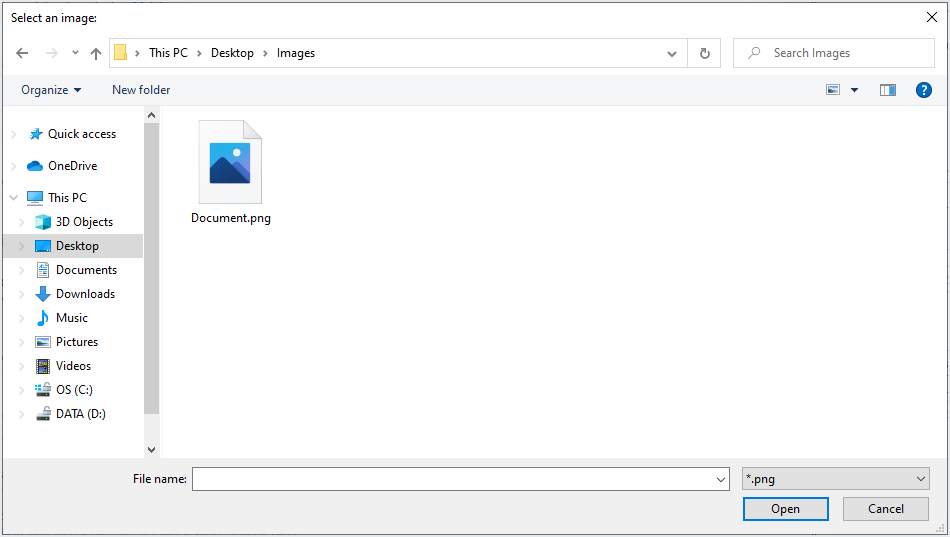 Select an image:
This PC Desktop Images
Search Images
Organize New folder
?
Quick access
OneDrive
This PC
3D Objects
Desktop
Documents
Downloads
Music
Pictures
Videos
OS (C:)
DATA (D:)
Document.png
File name:
*.png
Open Cancel